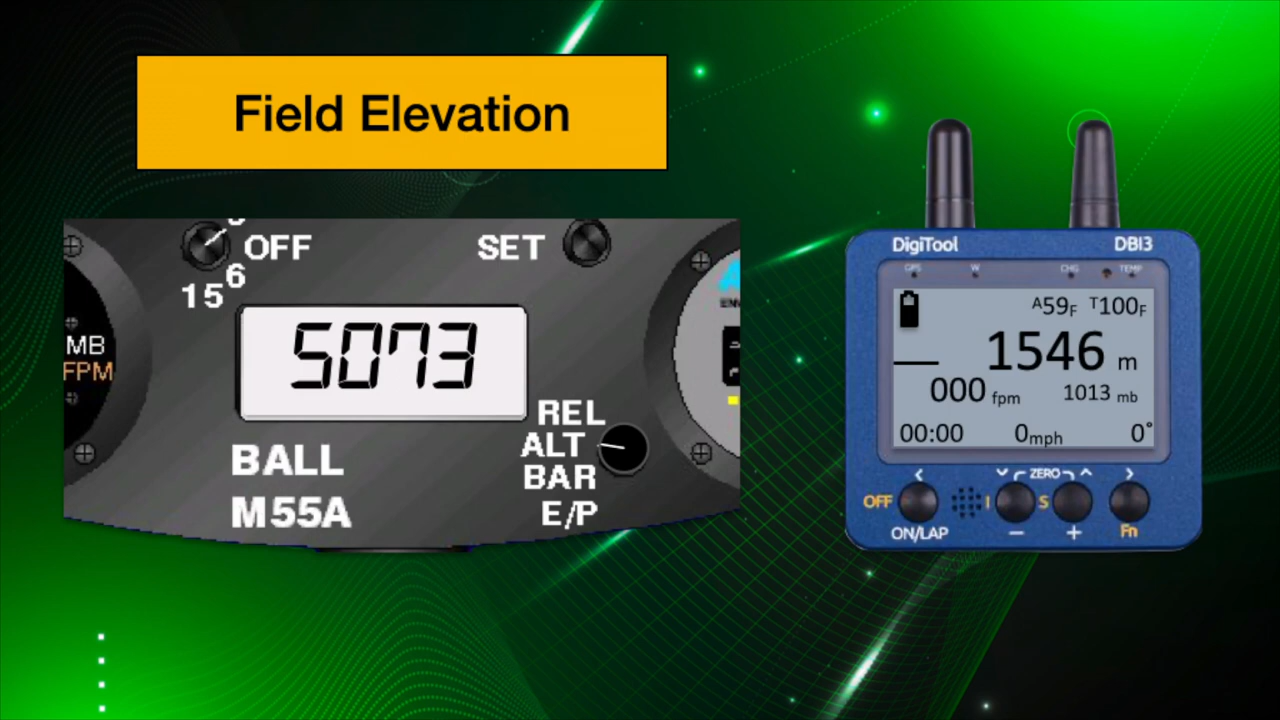 Field Elevation
OFF
SET
6
15
MB
FPM
5073
REL
ALT
BAR
E/P
BALL
M55A
DigiTool
DBI3
GPS
W
CHG
TEMP
A59F T100F
1546 m
000 fpm 1013 mb
00:00 0mph 0°
ZERO
OFF
I
S
ON/LAP
−
+
Fn